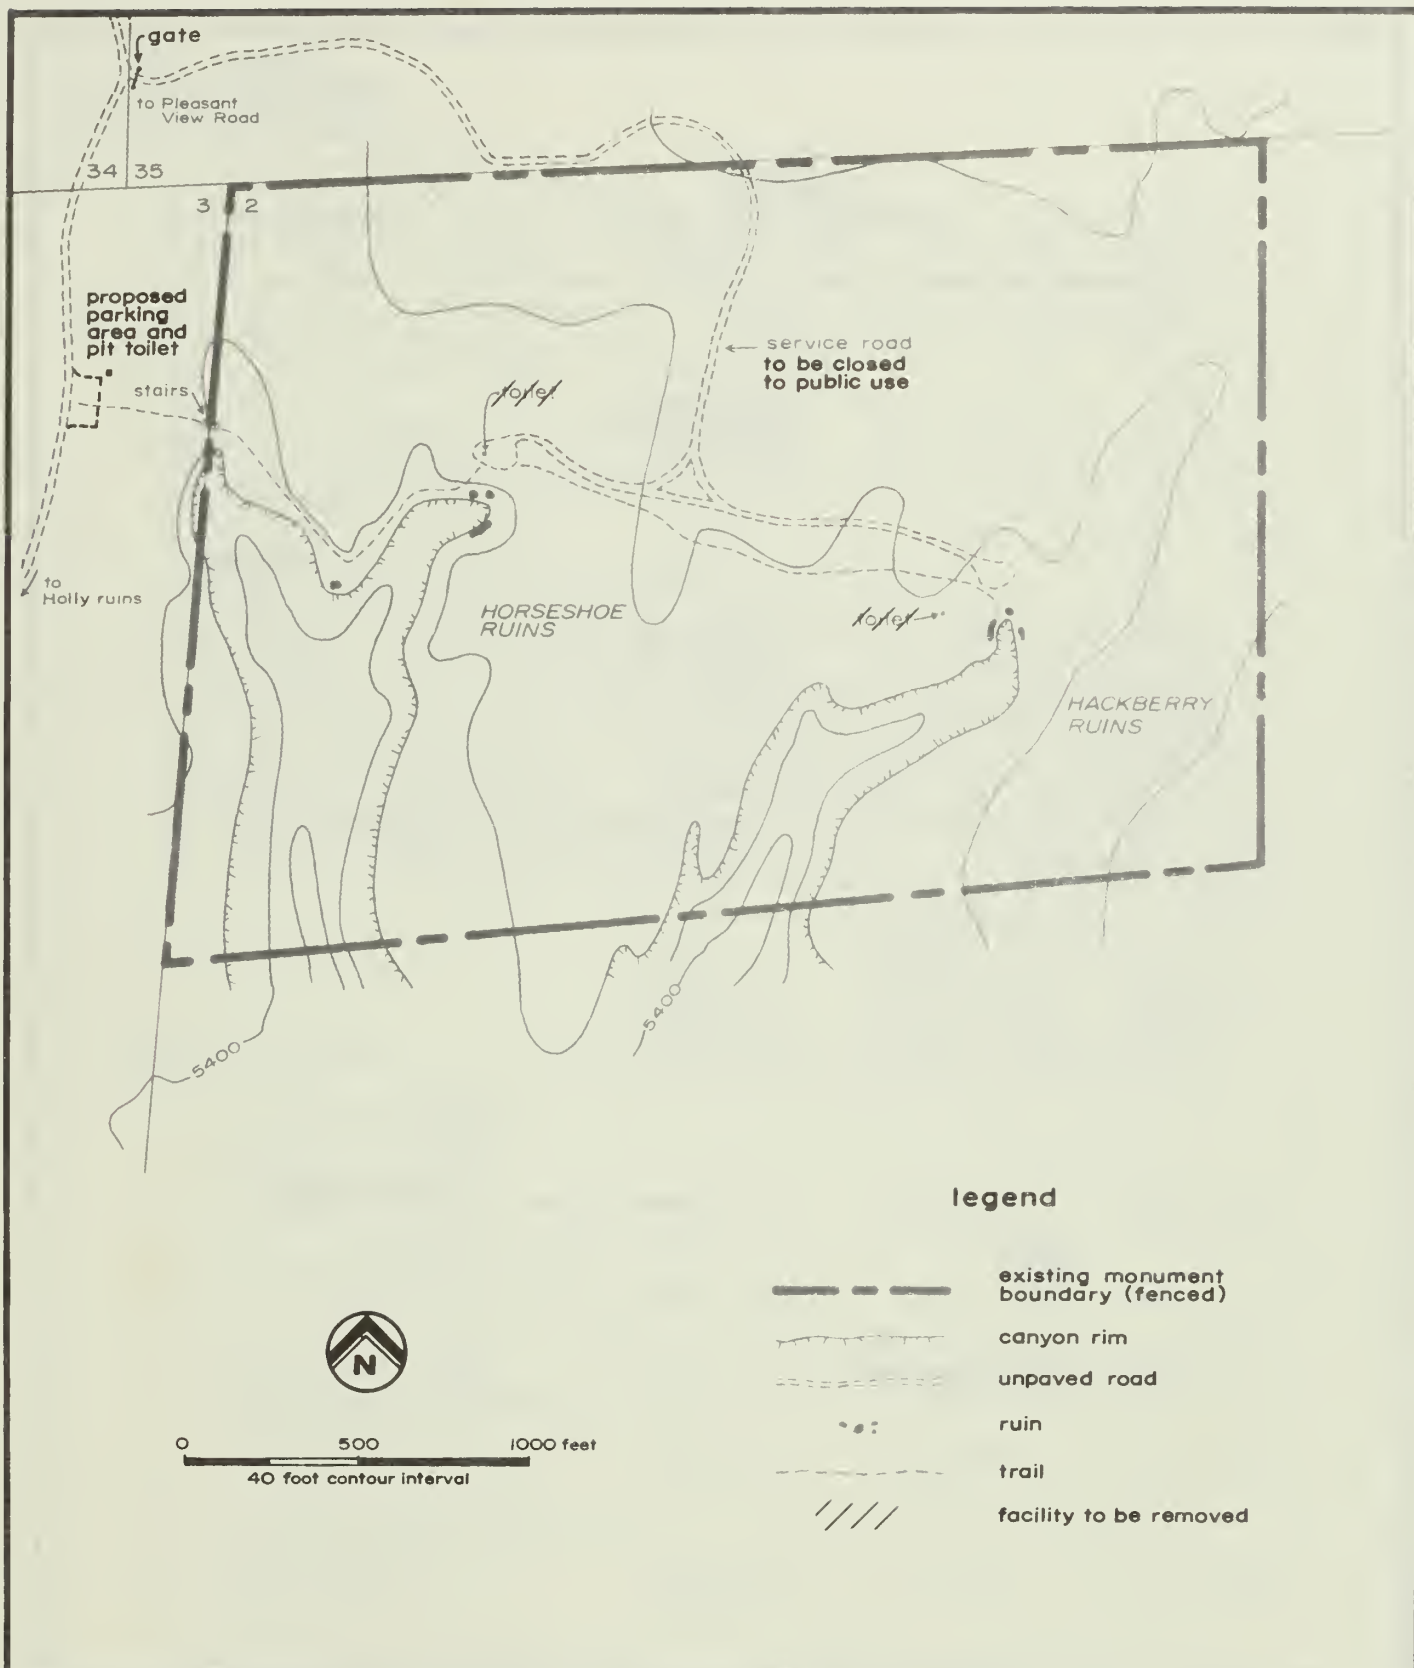 gate
to Pleasant
View Road
34 35
3 2
proposed
parking
area and
pit toilet
stairs
service road
to be closed
to public use
toilet
to
Holly ruins
HORSESHOE
RUINS
toilet
HACKBERRY
RUINS
5400
5400
legend
existing monument
boundary (fenced)
canyon rim
unpaved road
ruin
trail
facility to be removed
N
0 500 1000 feet
40 foot contour interval